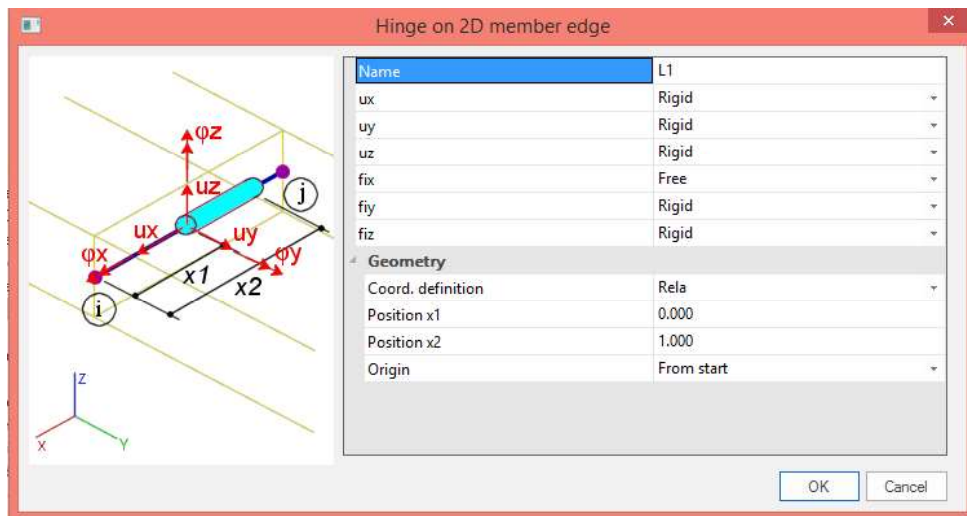 Hinge on 2D member edge
Name L1
ux Rigid
uy Rigid
uz Rigid
fix Free
fiy Rigid
fiz Rigid
Geometry
Coord. definition Rela
Position x1 0.000
Position x2 1.000
Origin From start
φz
uz
j
ux
uy
φx
φy
x1
x2
i
z
x
Y
OK Cancel